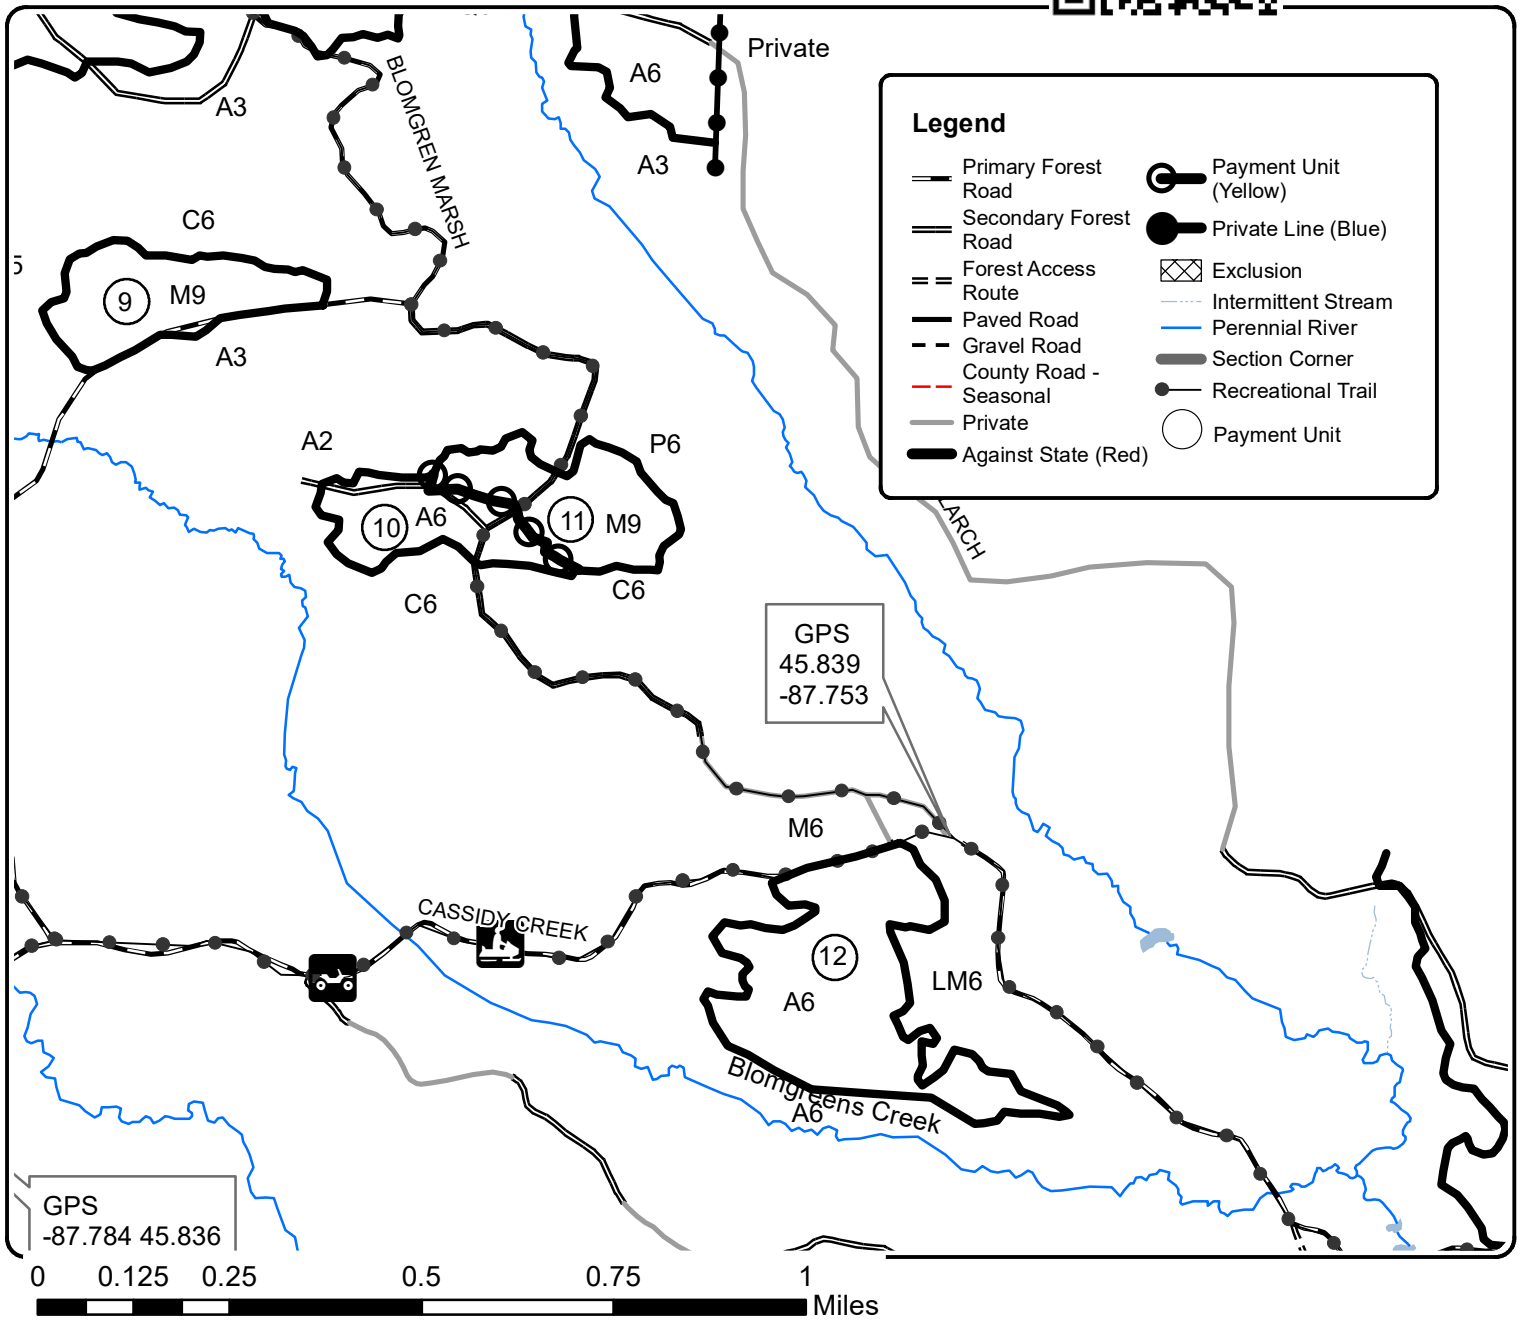 Private
A6
A3
BLOMGREN MARSH
A3
C6
5
9
M9
A3
Legend
Primary Forest
Road
Secondary Forest
Road
Forest Access
Route
Paved Road
Gravel Road
County Road -
Seasonal
Private
Against State (Red)
Payment Unit
(Yellow)
Private Line (Blue)
Exclusion
Intermittent Stream
Perennial River
Section Corner
Recreational Trail
Payment Unit
A2
P6
10
A6
11
M9
C6
C6
LARCH
GPS
45.839
-87.753
M6
CASSIDY CREEK
12
A6
LM6
Blomgreens Creek
A6
GPS
-87.784 45.836
0 0.125 0.25 0.5 0.75 1
Miles